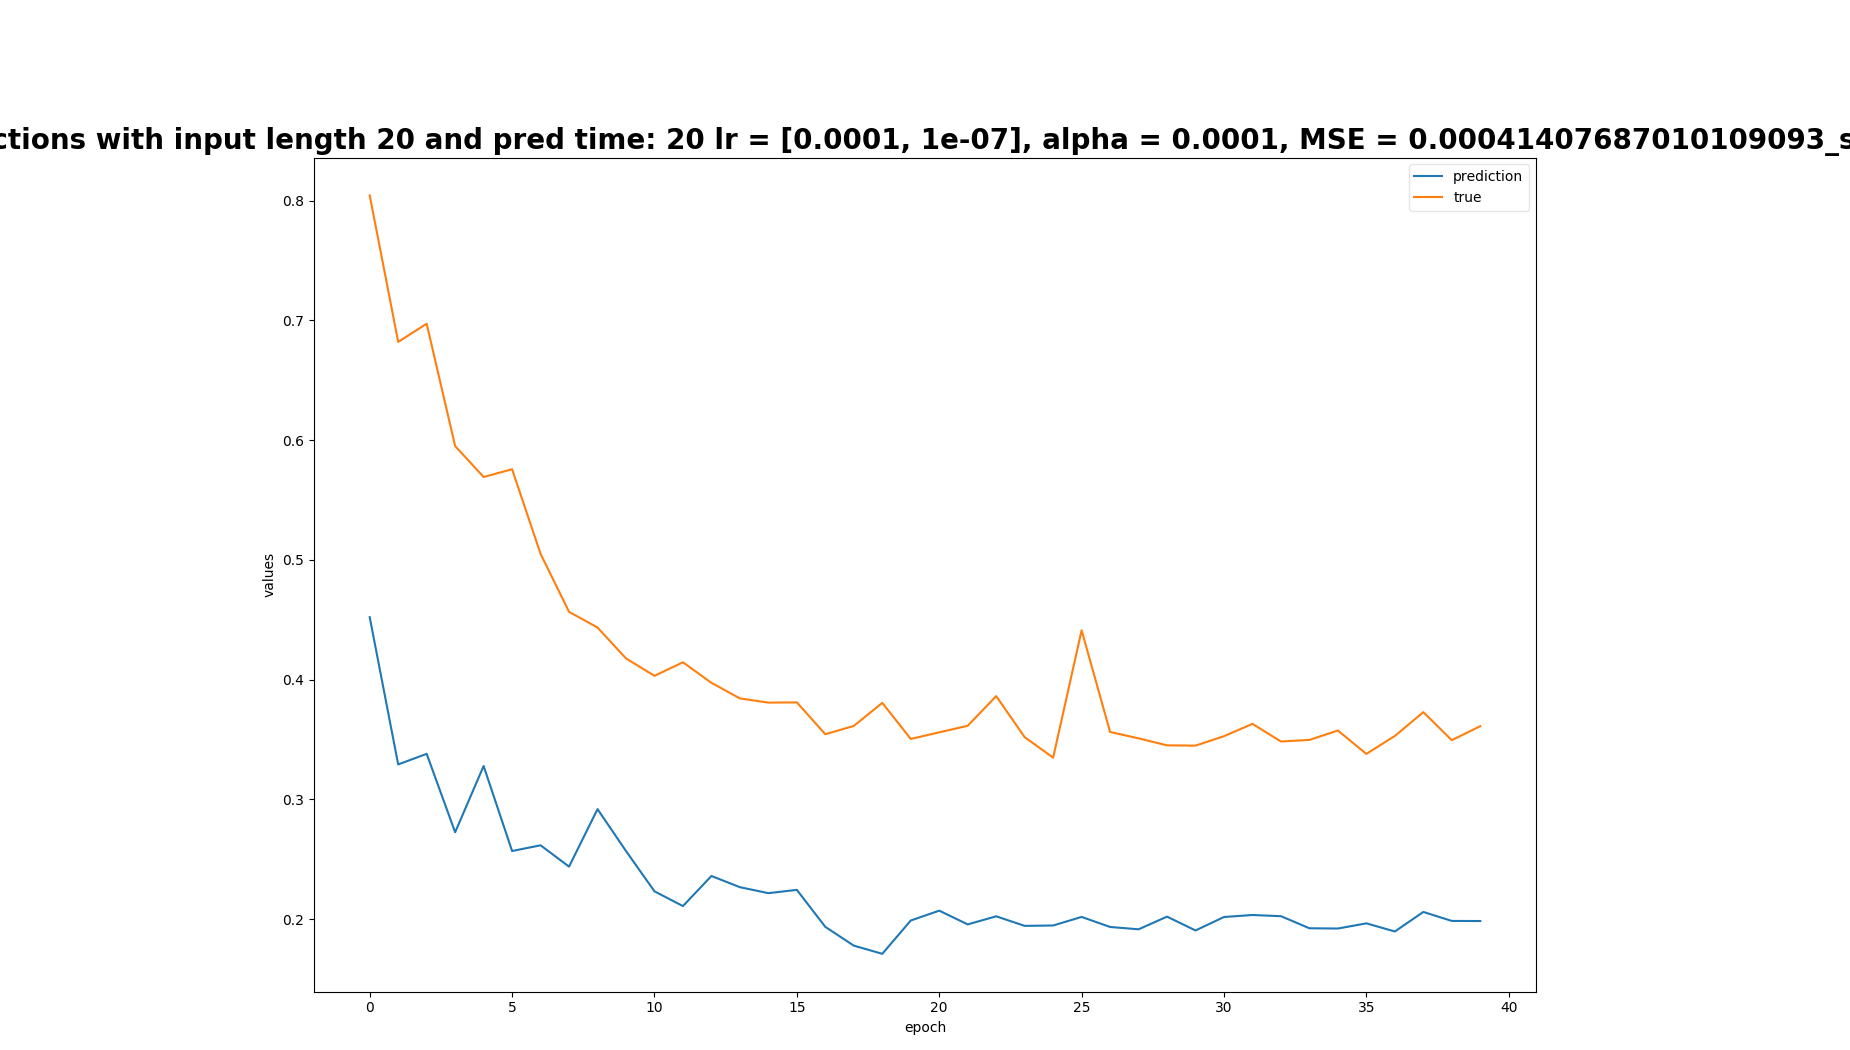 ctions with input length 20 and pred time: 20 lr = [0.0001, 1e-07], alpha = 0.0001, MSE = 0.00041407687010109093_s
prediction
true
0.8
0.7
0.6
0.5
0.4
0.3
0.2
values
0 5 10 15 20 25 30 35 40
epoch